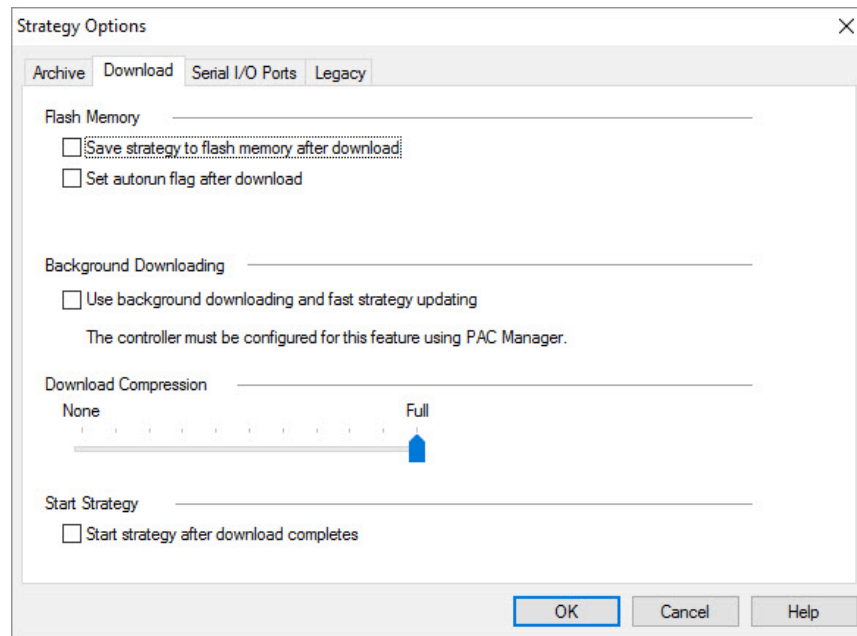 Strategy Options
Archive Download Serial I/O Ports Legacy
Flash Memory
Save strategy to flash memory after download
Set autorun flag after download
Background Downloading
Use background downloading and fast strategy updating
The controller must be configured for this feature using PAC Manager.
Download Compression
None Full
Start Strategy
Start strategy after download completes
OK Cancel Help